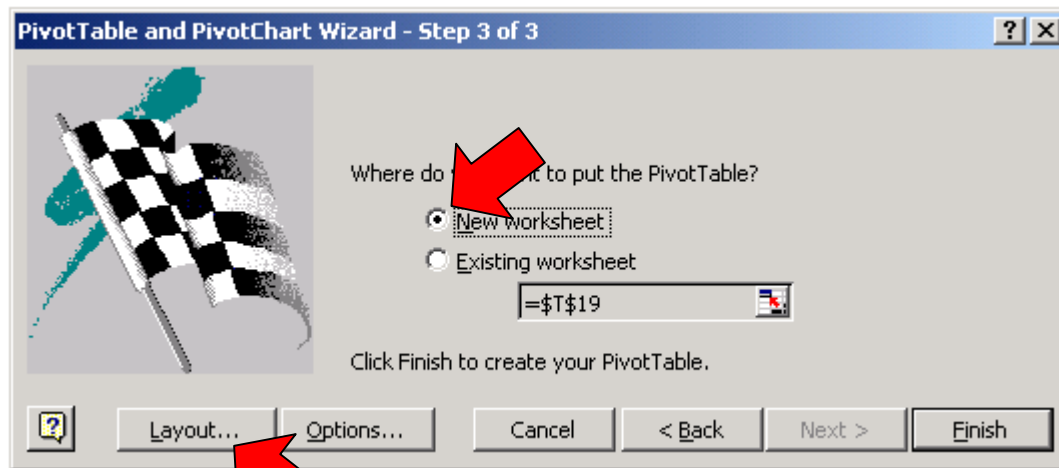 PivotTable and PivotChart Wizard - Step 3 of 3
Where do to put the PivotTable?
New worksheet
Existing worksheet
=$T$19
Click Finish to create your PivotTable.
Layout... Options... Cancel < Back Next > Finish